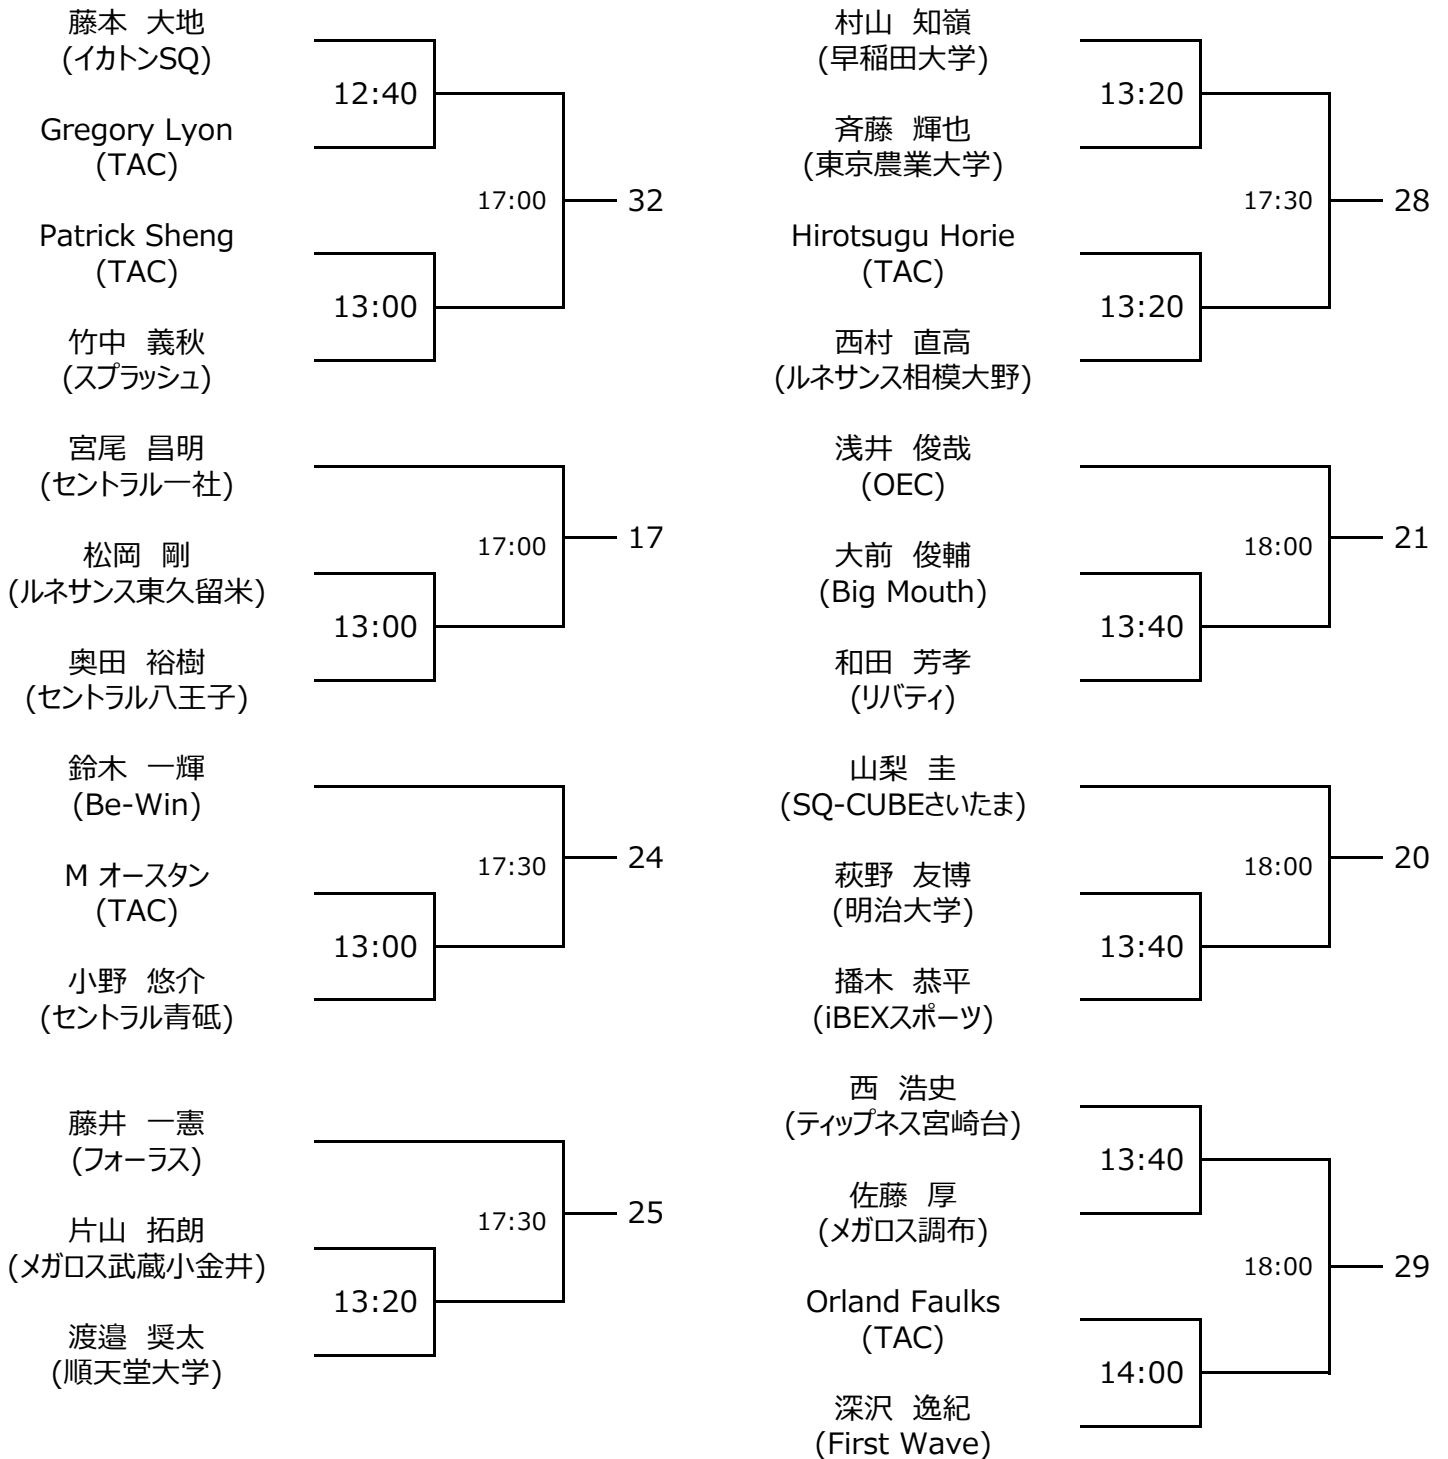 藤本 大地
(イカトンSQ)
12:40
Gregory Lyon
(TAC)
17:00
32
Patrick Sheng
(TAC)
13:00
竹中 義秋
(スプラッシュ)
宮尾 昌明
(セントラル一社)
17:00
17
松岡 剛
(ルネサンス東久留米)
13:00
奥田 裕樹
(セントラル八王子)
鈴木 一輝
(Be-Win)
17:30
24
M オースタン
(TAC)
13:00
小野 悠介
(セントラル青砥)
藤井 一憲
(フォーラス)
17:30
25
片山 拓朗
(メガロス武蔵小金井)
13:20
渡邉 奨太
(順天堂大学)
村山 知嶺
(早稲田大学)
13:20
斉藤 輝也
(東京農業大学)
17:30
28
Hirotsugu Horie
(TAC)
13:20
西村 直高
(ルネサンス相模大野)
浅井 俊哉
(OEC)
18:00
21
大前 俊輔
(Big Mouth)
13:40
和田 芳孝
(リバティ)
山梨 圭
(SQ-CUBEさいたま)
18:00
20
萩野 友博
(明治大学)
13:40
播木 恭平
(iBEXスポーツ)
西 浩史
(ティップネス宮崎台)
13:40
佐藤 厚
(メガロス調布)
18:00
29
Orland Faulks
(TAC)
14:00
深沢 逸紀
(First Wave)